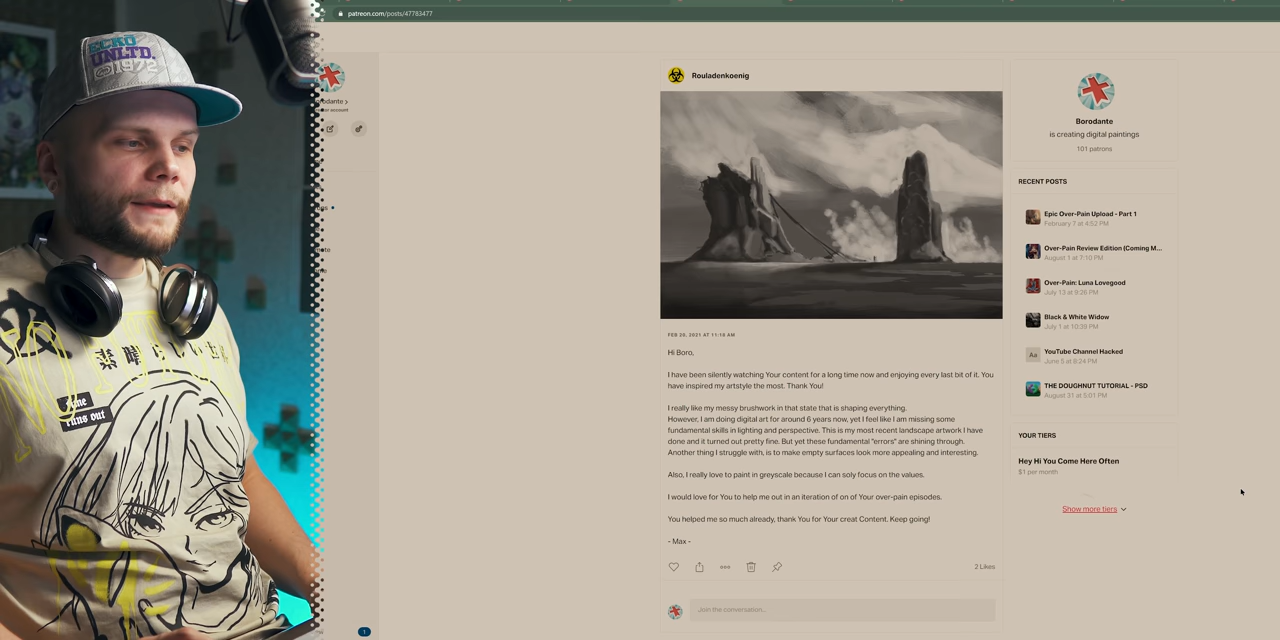 patreon.com/posts/47783477
ECKO
UNLTD.
1972
time
runs out
Rouladenkoenig
FEB 20, 2021 AT 11:18 AM
Hi Boro,
I have been silently watching Your content for a long time now and enjoying every last bit of it. You
have inspired my artstyle the most. Thank You!
I really like my messy brushwork in that state that is shaping everything.
However, I am doing digital art for around 6 years now, yet I feel like I am missing some
fundamental skills in lighting and perspective. This is my most recent landscape artwork I have
done and it turned out pretty fine. But yet these fundamental "errors" are shining through.
Another thing I struggle with, is to make empty surfaces look more appealing and interesting.
Also, I really love to paint in greyscale because I can soly focus on the values.
I would love for You to help me out in an iteration of on of Your over-pain episodes.
You helped me so much already, thank You for Your creat Content. Keep going!
- Max -
2 Likes
Join the conversation...
1
Borodante
is creating digital paintings
101 patrons
RECENT POSTS
Epic Over-Pain Upload - Part 1
February 7 at 4:52 PM
Over-Pain Review Edition (Coming M...
August 1 at 7:10 PM
Over-Pain: Luna Lovegood
July 13 at 9:26 PM
Black & White Widow
July 1 at 10:39 PM
Aa
YouTube Channel Hacked
June 5 at 8:24 PM
THE DOUGHNUT TUTORIAL - PSD
August 31 at 5:01 PM
YOUR TIERS
Hey Hi You Come Here Often
$1 per month
Show more tiers